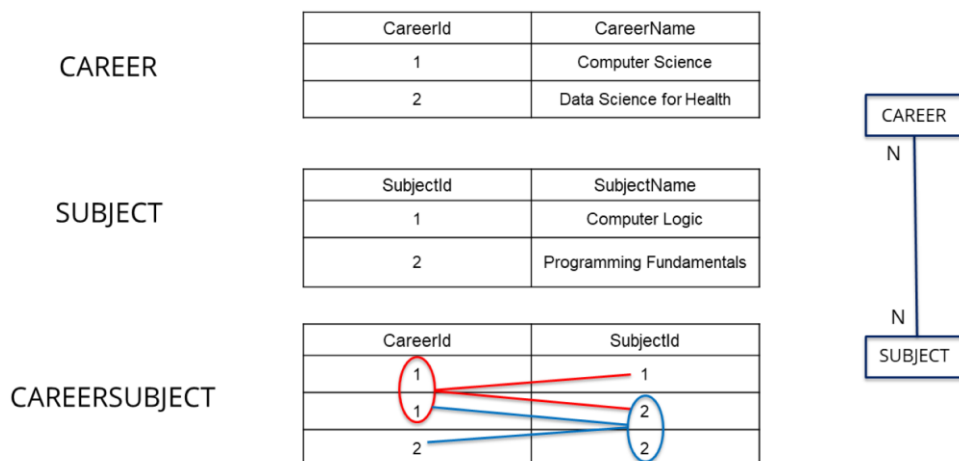 CAREER
CareerId CareerName
1 Computer Science
2 Data Science for Health
SUBJECT
SubjectId SubjectName
1 Computer Logic
2 Programming Fundamentals
CAREERSUBJECT
CareerId SubjectId
1 1
1 2
2 2
CAREER
N
N
SUBJECT